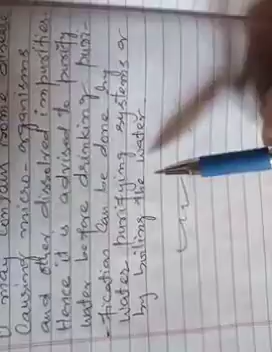 may contain some disease
Causing micro-organisms
and other dissolved impurities.
Hence it is advised to purify
water before drinking puri-
-fication can be done by
water purifying systems or
by boiling the water.